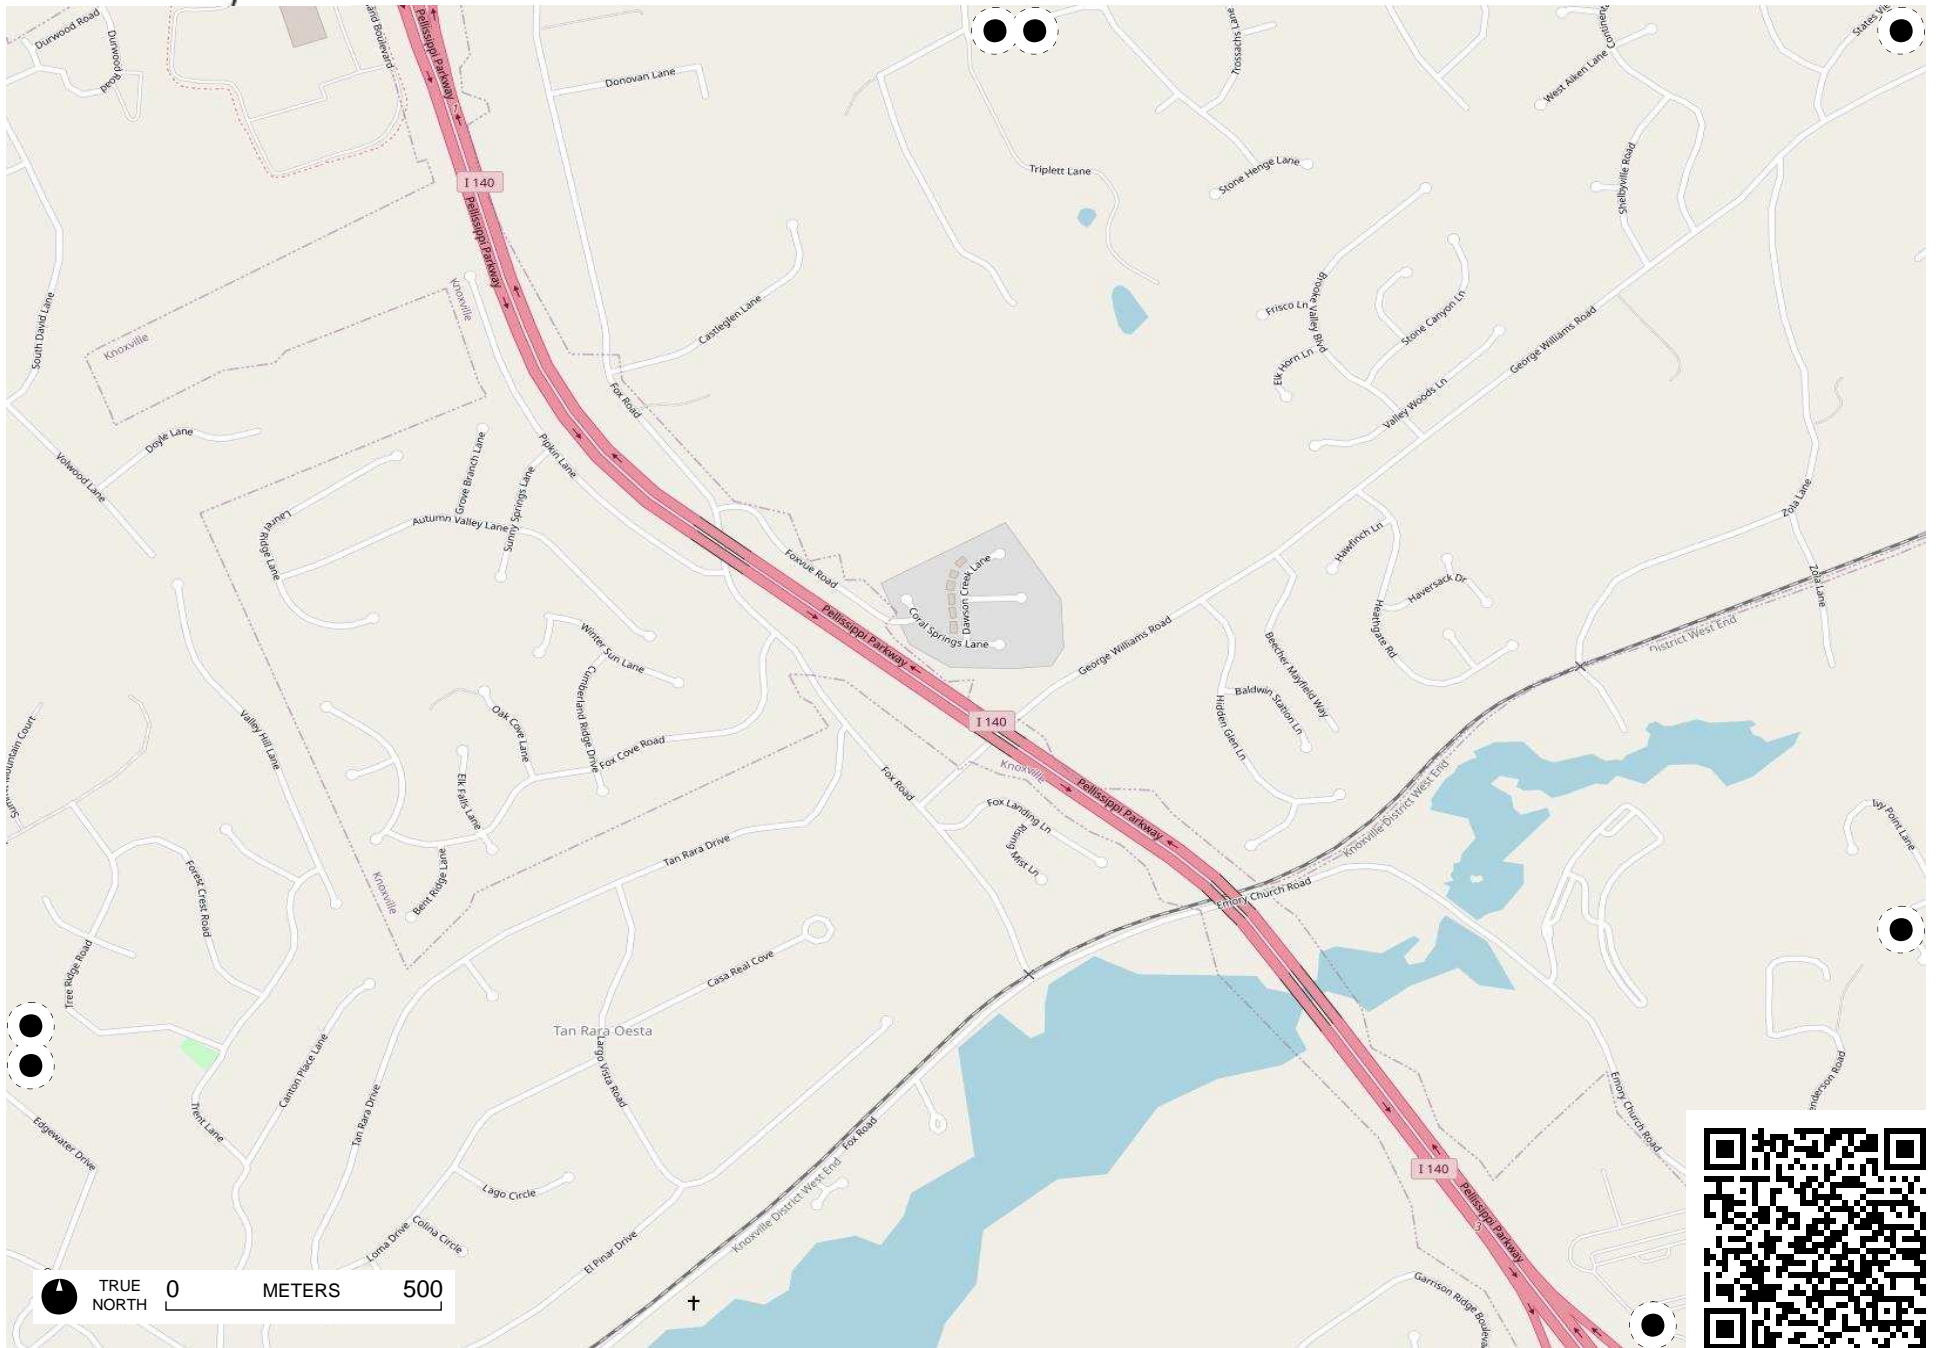 Durwood Road
Durwood Road
Pellissippi Parkway
Donovan Lane
Trossachs Lane
West Aiken Lane
I 140
Triplett Lane
Stone Henge Lane
Shelbyville Road
Pellissippi Parkway
South David Lane
Knoxville
Knoxville
Castleglen Lane
Frisco Ln
Brooke Valley Blvd
Stone Canyon Ln
George Williams Road
Elk Horn Ln
Valley Woods Ln
Fox Road
Doyle Lane
Volwood Lane
Grove Branch Lane
Pipkin Lane
Sunny Springs Lane
Autumn Valley Lane
Laurel Ridge Lane
Foxvue Road
Dawson Creek Lane
Coral Springs Lane
Pellissippi Parkway
Hawfinch Ln
Haversack Dr
Heathgate Rd
Zola Lane
Zola Lane
District West End
George Williams Road
Beecher Mayfield Way
Baldwin Station Ln
Hidden Glen Ln
Winter Sun Lane
Cumberland Ridge Drive
Oak Cove Lane
Fox Cove Road
Elk Falls Lane
Valley Hill Lane
I 140
Knoxville
Pellissippi Parkway
Fox Road
Fox Landing Ln
Rising Mist Ln
Knoxville District West End
Ivy Point Lane
Tan Rara Drive
Bent Ridge Lane
Knoxville
Forest Crest Road
Tree Ridge Road
Emory Church Road
Casa Real Cove
Tan Rara Oesta
Largo Vista Road
Canton Place Lane
Tan Rara Drive
Trent Lane
Edgewater Drive
Fox Road
Knoxville District West End
Lago Circle
Colina Circle
Loma Drive
El Pinar Drive
Emory Church Road
I 140
Pellissippi Parkway
3
TRUE NORTH
0 METERS 500